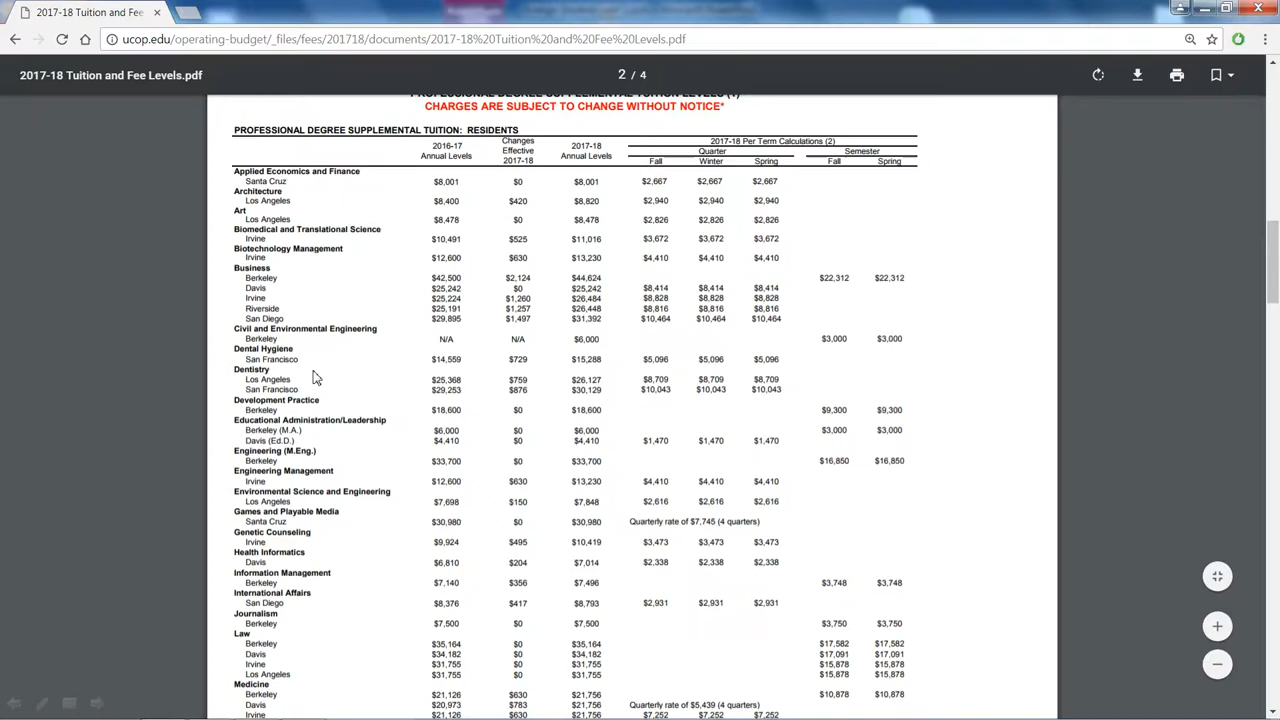 2017-18 Tuition and Fee
ucop.edu/operating-budget/_files/fees/201718/documents/2017-18%20Tuition%20and%20Fee%20Levels.pdf
2017-18 Tuition and Fee Levels.pdf 2 / 4
PROFESSIONAL DEGREE SUPPLEMENTAL TUITION LEVELS (1)
CHARGES ARE SUBJECT TO CHANGE WITHOUT NOTICE*
PROFESSIONAL DEGREE SUPPLEMENTAL TUITION: RESIDENTS
Changes 2017-18 Per Term Calculations (2)
2016-17 Effective 2017-18 Quarter Semester
Annual Levels 2017-18 Annual Levels Fall Winter Spring Fall Spring
Applied Economics and Finance
Santa Cruz $8,001 $0 $8,001 $2,667 $2,667 $2,667
Architecture
Los Angeles $8,400 $420 $8,820 $2,940 $2,940 $2,940
Art
Los Angeles $8,478 $0 $8,478 $2,826 $2,826 $2,826
Biomedical and Translational Science
Irvine $10,491 $525 $11,016 $3,672 $3,672 $3,672
Biotechnology Management
Irvine $12,600 $630 $13,230 $4,410 $4,410 $4,410
Business
Berkeley $42,500 $2,124 $44,624 $22,312 $22,312
Davis $25,242 $0 $25,242 $8,414 $8,414 $8,414
Irvine $25,224 $1,260 $26,484 $8,828 $8,828 $8,828
Riverside $25,191 $1,257 $26,448 $8,816 $8,816 $8,816
San Diego $29,895 $1,497 $31,392 $10,464 $10,464 $10,464
Civil and Environmental Engineering
Berkeley N/A N/A $6,000 $3,000 $3,000
Dental Hygiene
San Francisco $14,559 $729 $15,288 $5,096 $5,096 $5,096
Dentistry
Los Angeles $25,368 $759 $26,127 $8,709 $8,709 $8,709
San Francisco $29,253 $876 $30,129 $10,043 $10,043 $10,043
Development Practice
Berkeley $18,600 $0 $18,600 $9,300 $9,300
Educational Administration/Leadership
Berkeley (M.A.) $6,000 $0 $6,000 $3,000 $3,000
Davis (Ed.D.) $4,410 $0 $4,410 $1,470 $1,470 $1,470
Engineering (M.Eng.)
Berkeley $33,700 $0 $33,700 $16,850 $16,850
Engineering Management
Irvine $12,600 $630 $13,230 $4,410 $4,410 $4,410
Environmental Science and Engineering
Los Angeles $7,698 $150 $7,848 $2,616 $2,616 $2,616
Games and Playable Media
Santa Cruz $30,980 $0 $30,980 Quarterly rate of $7,745 (4 quarters)
Genetic Counseling
Irvine $9,924 $495 $10,419 $3,473 $3,473 $3,473
Health Informatics
Davis $6,810 $204 $7,014 $2,338 $2,338 $2,338
Information Management
Berkeley $7,140 $356 $7,496 $3,748 $3,748
International Affairs
San Diego $8,376 $417 $8,793 $2,931 $2,931 $2,931
Journalism
Berkeley $7,500 $0 $7,500 $3,750 $3,750
Law
Berkeley $35,164 $0 $35,164 $17,582 $17,582
Davis $34,182 $0 $34,182 $17,091 $17,091
Irvine $31,755 $0 $31,755 $15,878 $15,878
Los Angeles $31,755 $0 $31,755 $15,878 $15,878
Medicine
Berkeley $21,126 $630 $21,756 $10,878 $10,878
Davis $20,973 $783 $21,756 Quarterly rate of $5,439 (4 quarters)
Irvine $21,126 $630 $21,756 $7,252 $7,252 $7,252